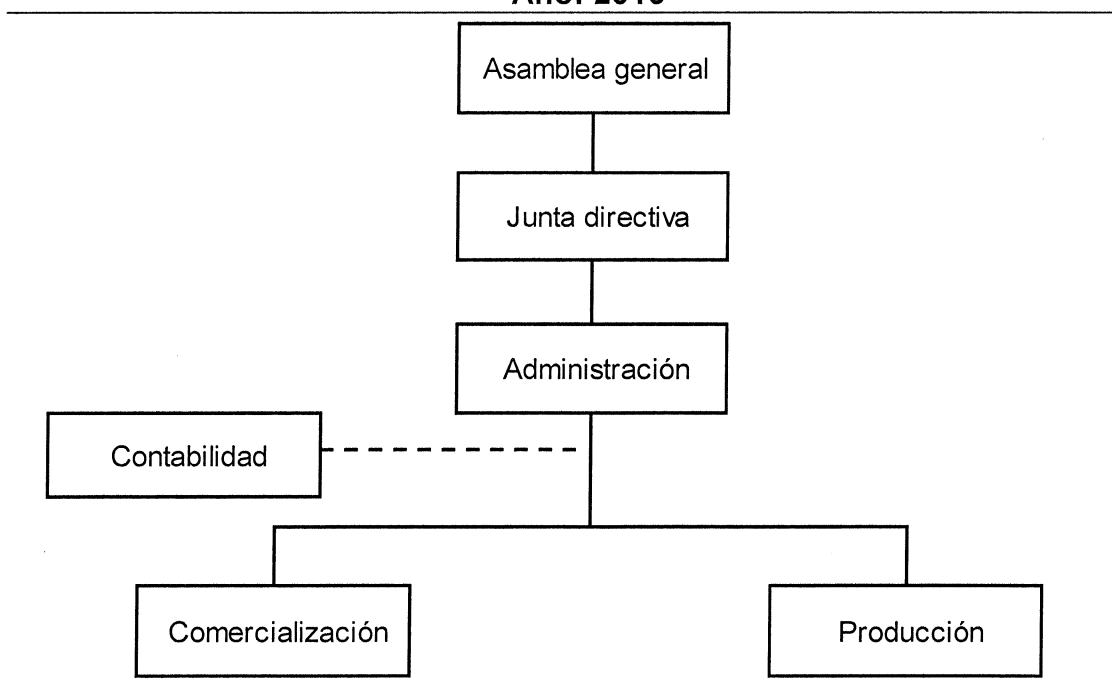 Asamblea general
Junta directiva
Administración
Contabilidad
Comercialización
Producción